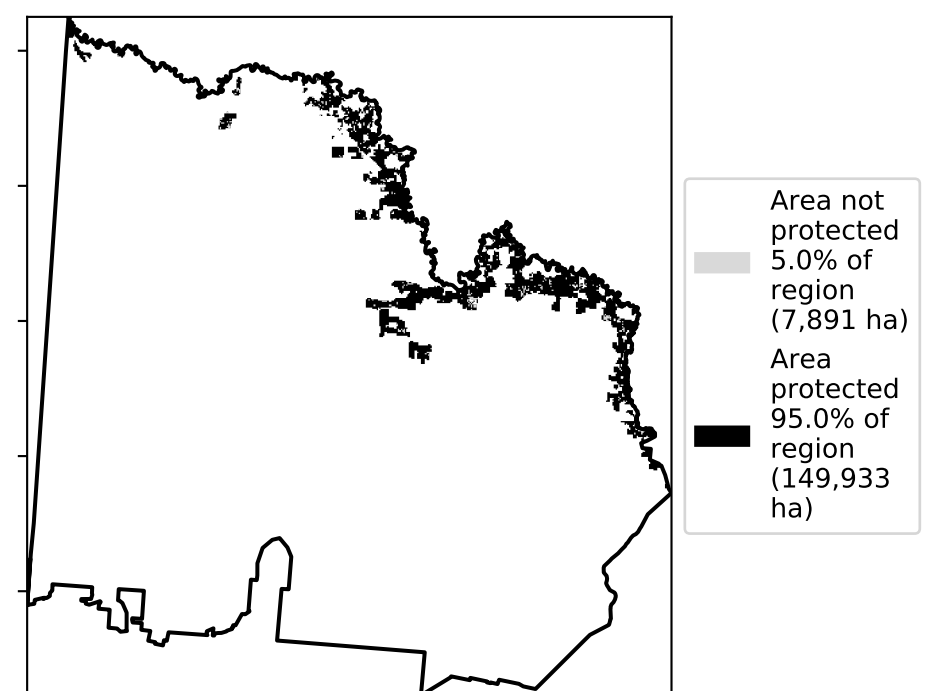 Area not
protected
5.0% of
region
(7,891 ha)
Area
protected
95.0% of
region
(149,933
ha)